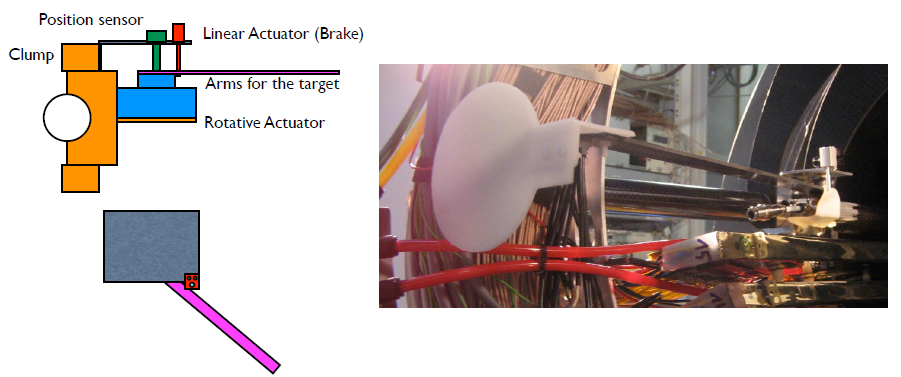 Position sensor
Linear Actuator (Brake)
Clump
Arms for the target
Rotative Actuator